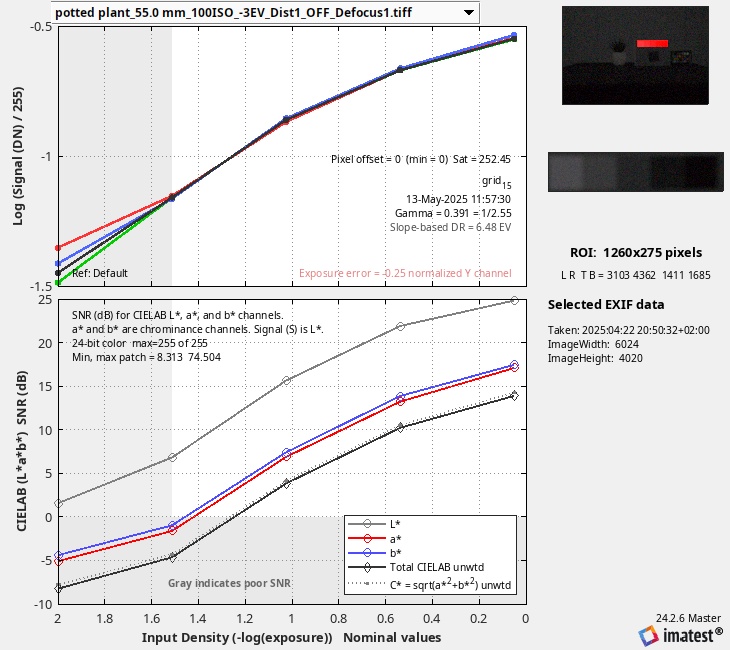 potted plant_55.0 mm_100ISO_-3EV_Dist1_OFF_Defocus1.tiff
-0.5
-1
-1.5
Log (Signal (DN) / 255)
Pixel offset = 0 (min = 0) Sat = 252.45
grid15
13-May-2025 11:57:30
Gamma = 0.391 = 1/2.55
Slope-based DR = 6.48 EV
Ref: Default
Exposure error = -0.25 normalized Y channel
ROI: 1260x275 pixels
L R T B = 3103 4362 1411 1685
Selected EXIF data
Taken: 2025:04:22 20:50:32+02:00
ImageWidth: 6024
ImageHeight: 4020
25
20
15
10
5
0
-5
-10
CIELAB (L*a*b*) SNR (dB)
SNR (dB) for CIELAB L*, a*, and b* channels.
a* and b* are chrominance channels. Signal (S) is L*.
24-bit color max=255 of 255
Min, max patch = 8.313 74.504
L*
a*
b*
Total CIELAB unwtd
C* = sqrt(a*2+b*2) unwtd
Gray indicates poor SNR
2 1.8 1.6 1.4 1.2 1 0.8 0.6 0.4 0.2 0
Input Density (-log(exposure)) Nominal values
24.2.6 Master
imatest®